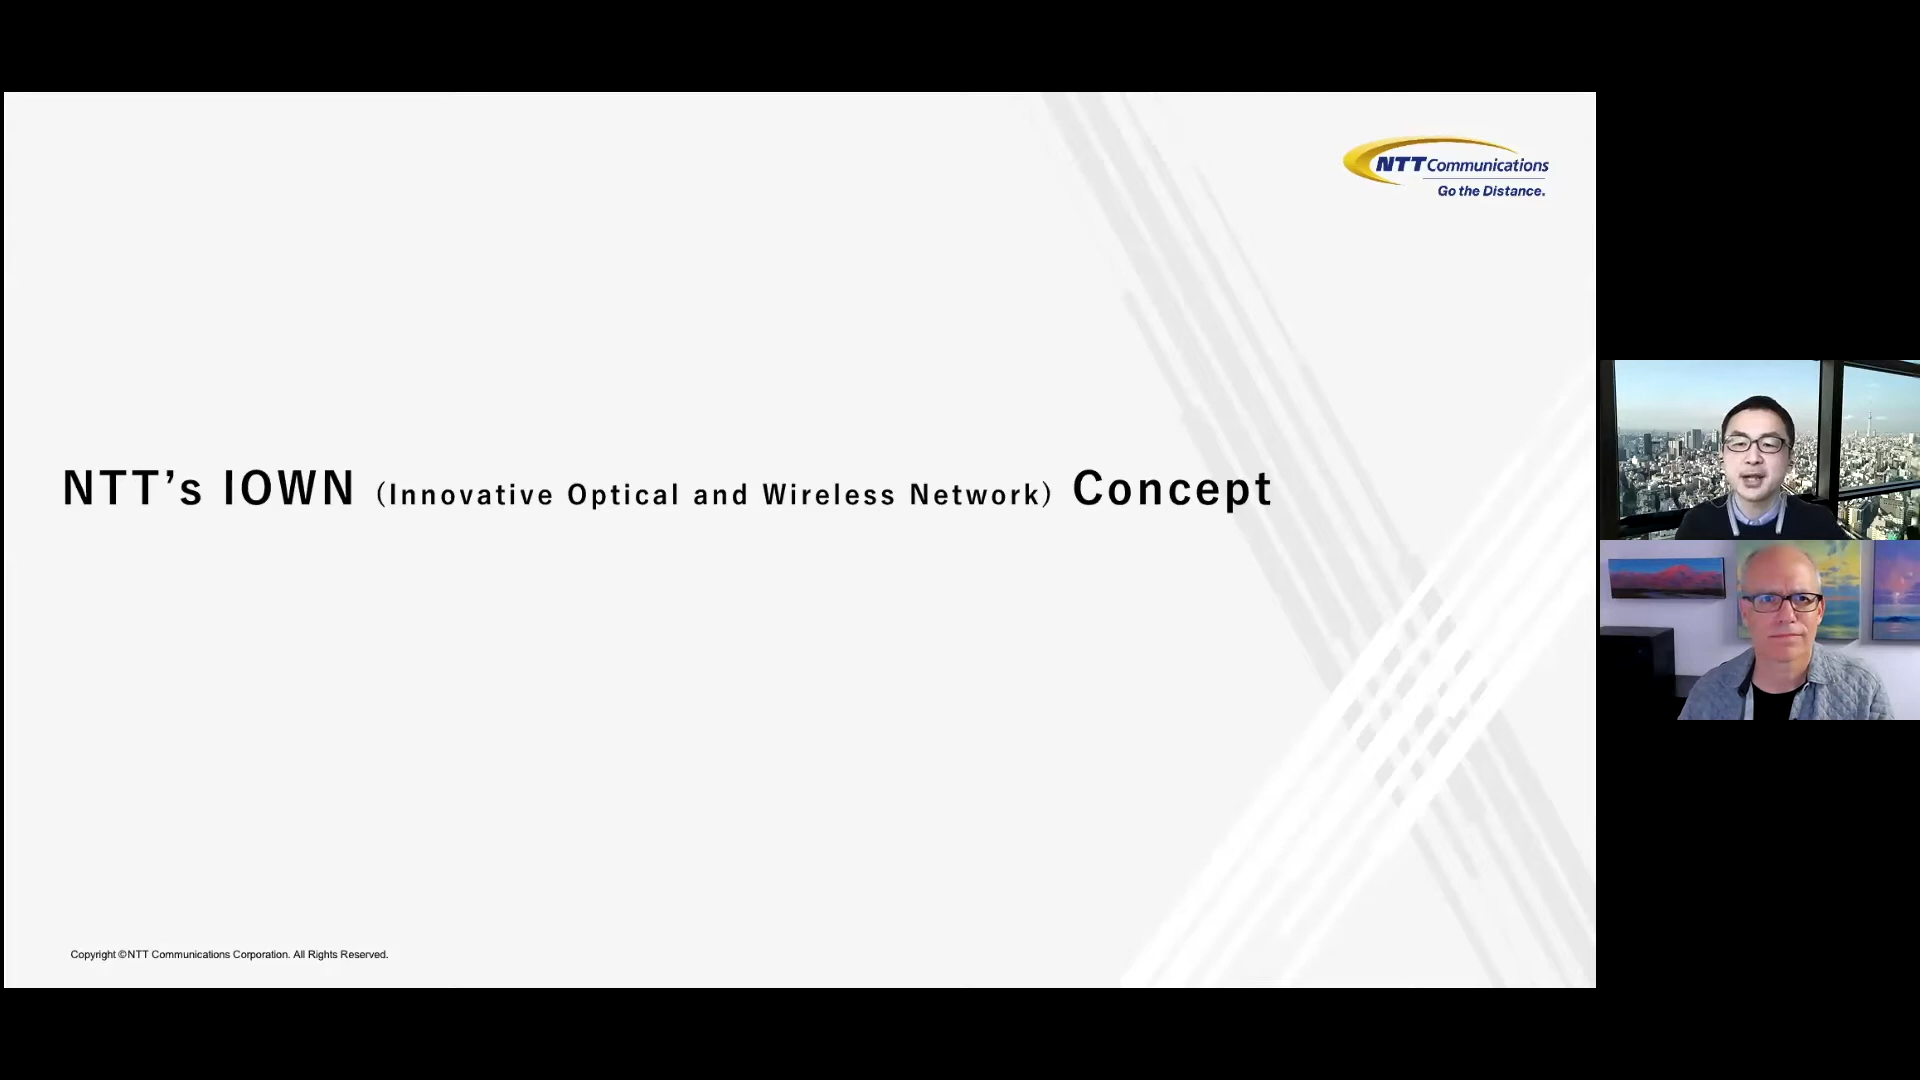 NTT Communications
Go the Distance.
NTT’s IOWN (Innovative Optical and Wireless Network) Concept
Copyright ©NTT Communications Corporation. All Rights Reserved.